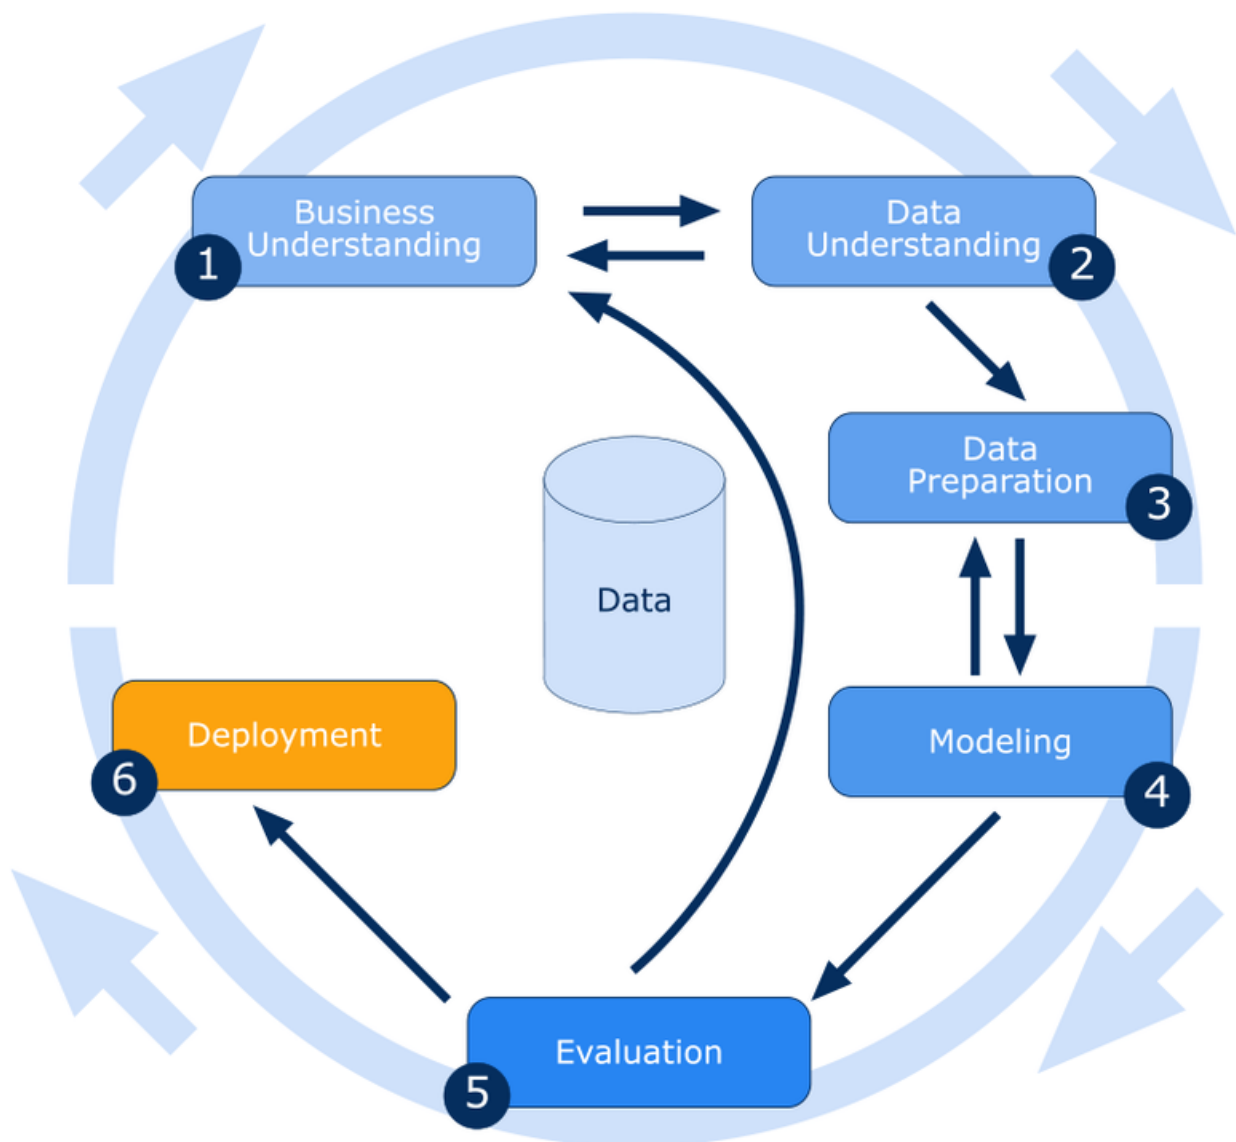 Business
Understanding
1
Data
Understanding
2
Data
Preparation
3
Data
Modeling
4
Deployment
6
Evaluation
5